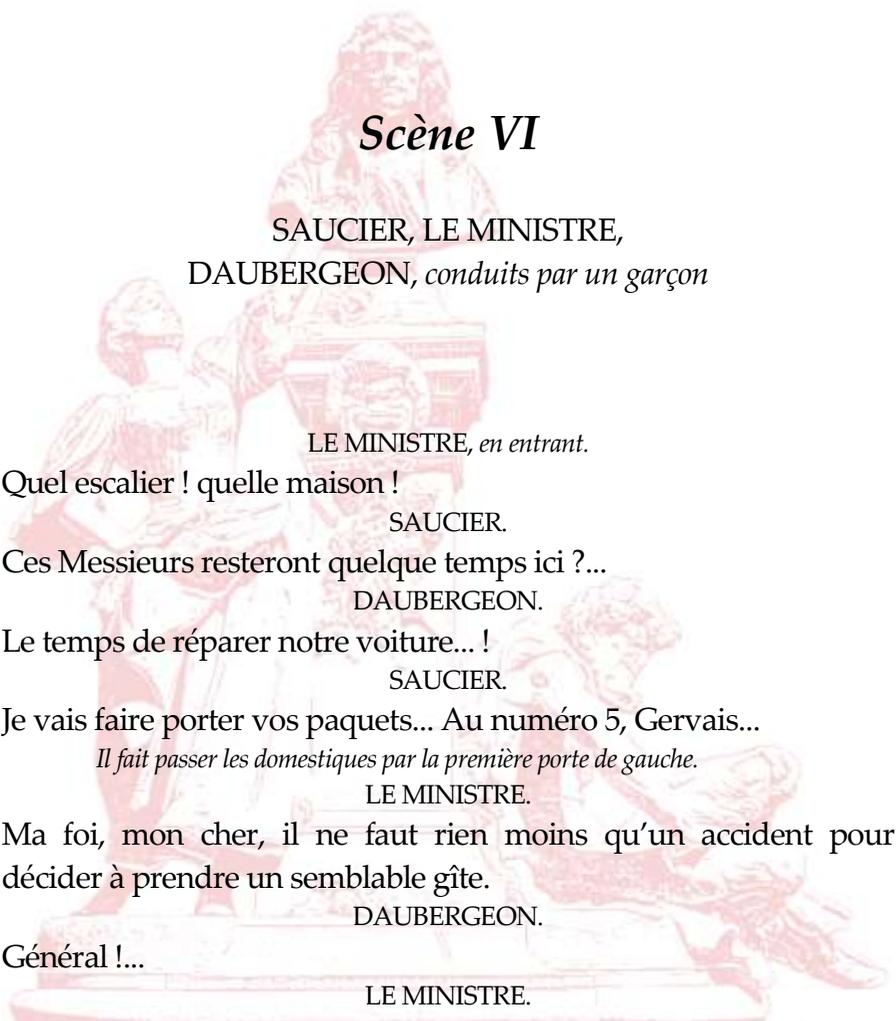 Scène VI
SAUCIER, LE MINISTRE,
DAUBERGEON, conduits par un garçon
LE MINISTRE, en entrant.
Quel escalier ! quelle maison !
SAUCIER.
Ces Messieurs resteront quelque temps ici ?...
DAUBERGEON.
Le temps de réparer notre voiture... !
SAUCIER.
Je vais faire porter vos paquets... Au numéro 5, Gervais...
Il fait passer les domestiques par la première porte de gauche.
LE MINISTRE.
Ma foi, mon cher, il ne faut rien moins qu’un accident pour
décider à prendre un semblable gîte.
DAUBERGEON.
Général !...
LE MINISTRE.